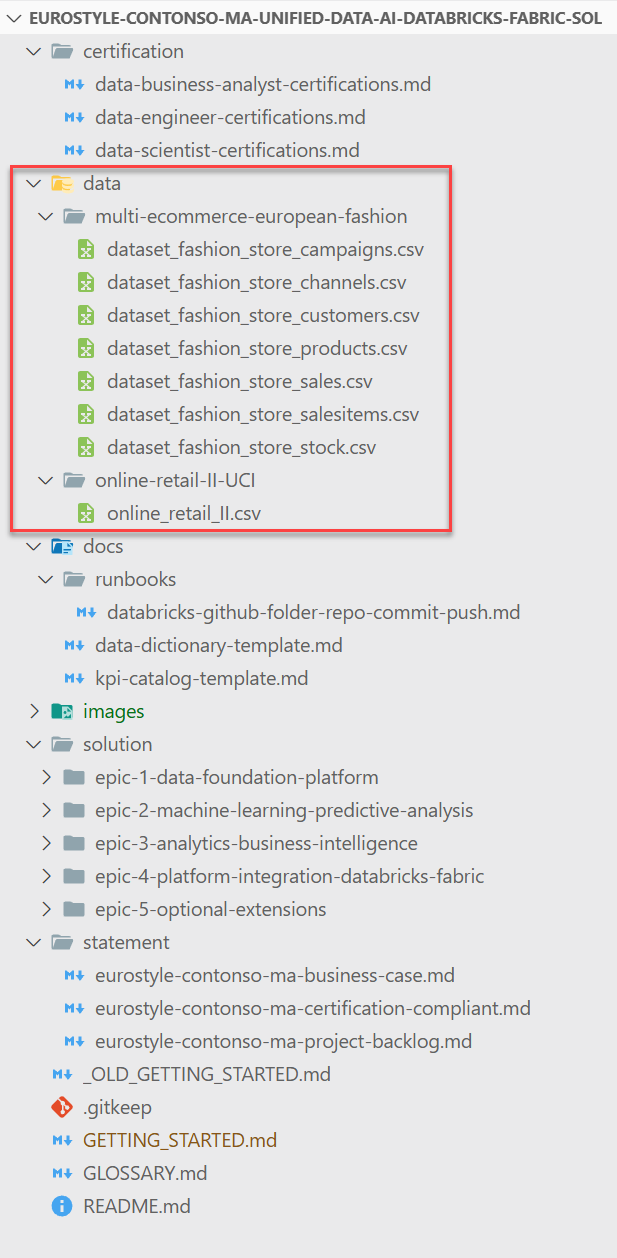 EUROSTYLE-CONTONSO-MA-UNIFIED-DATA-AI-DATABRICKS-FABRIC-SOL
certification
data-business-analyst-certifications.md
data-engineer-certifications.md
data-scientist-certifications.md
data
multi-ecommerce-european-fashion
dataset_fashion_store_campaigns.csv
dataset_fashion_store_channels.csv
dataset_fashion_store_customers.csv
dataset_fashion_store_products.csv
dataset_fashion_store_sales.csv
dataset_fashion_store_salesitems.csv
dataset_fashion_store_stock.csv
online-retail-II-UCI
online_retail_II.csv
docs
runbooks
databricks-github-folder-repo-commit-push.md
data-dictionary-template.md
kpi-catalog-template.md
images
solution
epic-1-data-foundation-platform
epic-2-machine-learning-predictive-analysis
epic-3-analytics-business-intelligence
epic-4-platform-integration-databricks-fabric
epic-5-optional-extensions
statement
eurostyle-contonso-ma-business-case.md
eurostyle-contonso-ma-certification-compliant.md
eurostyle-contonso-ma-project-backlog.md
_OLD_GETTING_STARTED.md
.gitkeep
GETTING_STARTED.md
GLOSSARY.md
README.md